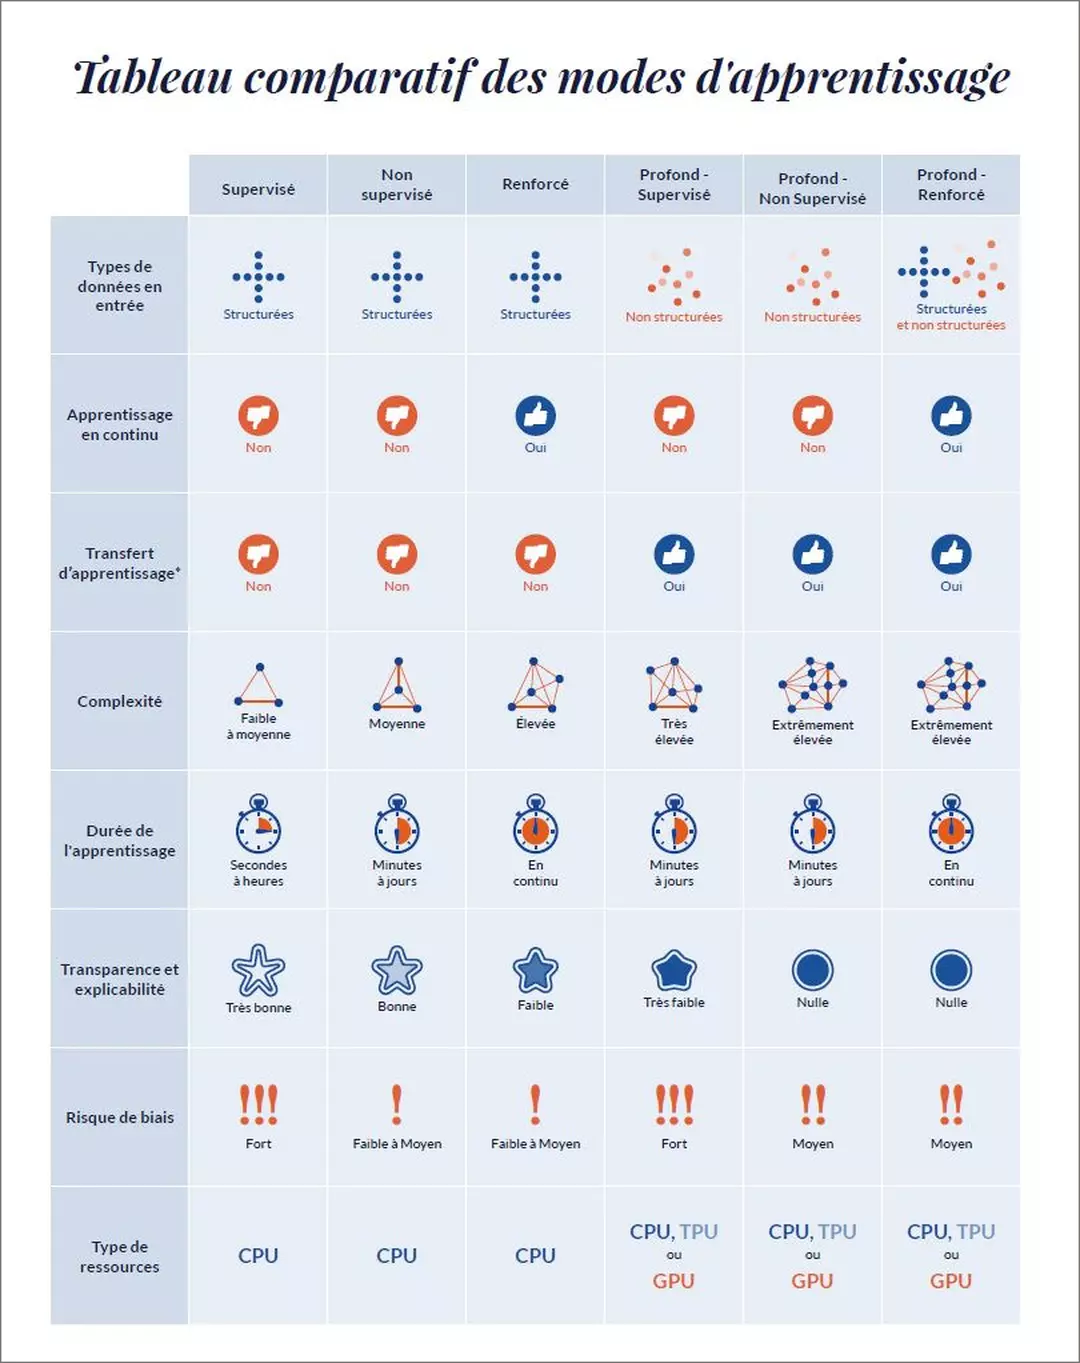 Tableau comparatif des modes d'apprentissage
Supervisé
Non
supervisé
Renforcé
Profond -
Supervisé
Profond -
Non Supervisé
Profond -
Renforcé
Types de
données en
entrée
Structurées
Structurées
Structurées
Non structurées
Non structurées
Structurées
et non structurées
Apprentissage
en continu
Non
Non
Oui
Non
Non
Oui
Transfert
d'apprentissage*
Non
Non
Non
Oui
Oui
Oui
Complexité
Faible
à moyenne
Moyenne
Élevée
Très
élevée
Extrêmement
élevée
Extrêmement
élevée
Durée de
l'apprentissage
Secondes
à heures
Minutes
à jours
En
continu
Minutes
à jours
Minutes
à jours
En
continu
Transparence et
explicabilité
Très bonne
Bonne
Faible
Très faible
Nulle
Nulle
Risque de biais
!!!
Fort
!
Faible à Moyen
!
Faible à Moyen
!!!
Fort
!!
Moyen
!!
Moyen
Type de
ressources
CPU
CPU
CPU
CPU, TPU
ou
GPU
CPU, TPU
ou
GPU
CPU, TPU
ou
GPU